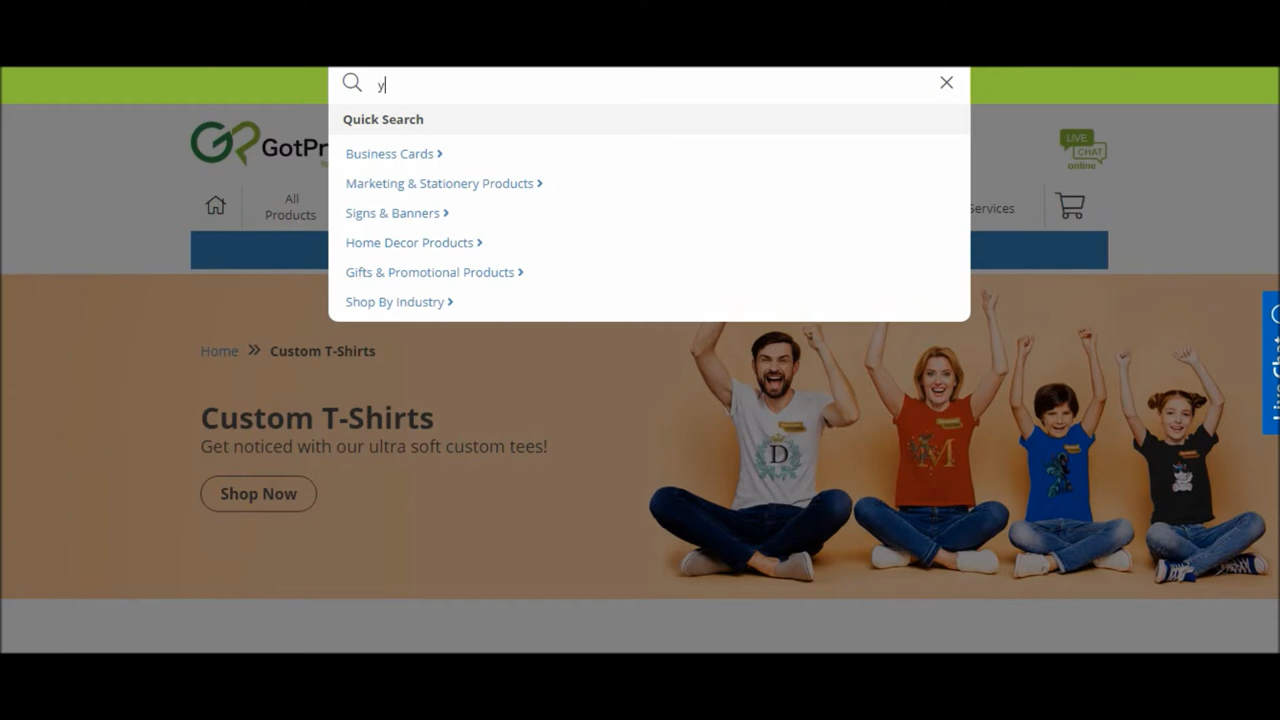 y
Quick Search
Business Cards
Marketing & Stationery Products
Signs & Banners
Home Decor Products
Gifts & Promotional Products
Shop By Industry
GotPr
LIVE
CHAT
online
All
Products
Services
Home >> Custom T-Shirts
Custom T-Shirts
Get noticed with our ultra soft custom tees!
Shop Now
D
M
Live Chat